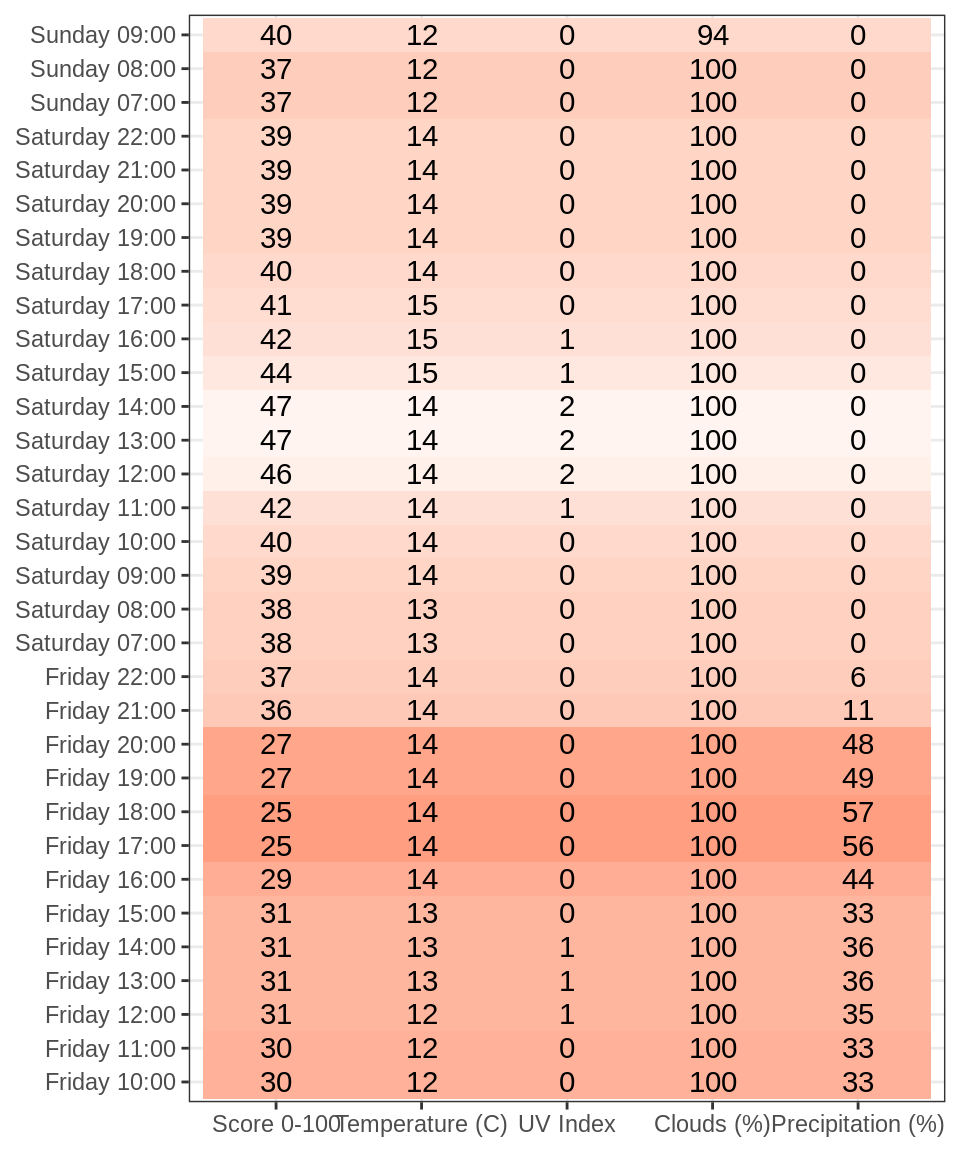 Sunday 09:00 40 12 0 94 0
Sunday 08:00 37 12 0 100 0
Sunday 07:00 37 12 0 100 0
Saturday 22:00 39 14 0 100 0
Saturday 21:00 39 14 0 100 0
Saturday 20:00 39 14 0 100 0
Saturday 19:00 39 14 0 100 0
Saturday 18:00 40 14 0 100 0
Saturday 17:00 41 15 0 100 0
Saturday 16:00 42 15 1 100 0
Saturday 15:00 44 15 1 100 0
Saturday 14:00 47 14 2 100 0
Saturday 13:00 47 14 2 100 0
Saturday 12:00 46 14 2 100 0
Saturday 11:00 42 14 1 100 0
Saturday 10:00 40 14 0 100 0
Saturday 09:00 39 14 0 100 0
Saturday 08:00 38 13 0 100 0
Saturday 07:00 38 13 0 100 0
Friday 22:00 37 14 0 100 6
Friday 21:00 36 14 0 100 11
Friday 20:00 27 14 0 100 48
Friday 19:00 27 14 0 100 49
Friday 18:00 25 14 0 100 57
Friday 17:00 25 14 0 100 56
Friday 16:00 29 14 0 100 44
Friday 15:00 31 13 0 100 33
Friday 14:00 31 13 1 100 36
Friday 13:00 31 13 1 100 36
Friday 12:00 31 12 1 100 35
Friday 11:00 30 12 0 100 33
Friday 10:00 30 12 0 100 33
Score 0-100 Temperature (C) UV Index Clouds (%) Precipitation (%)